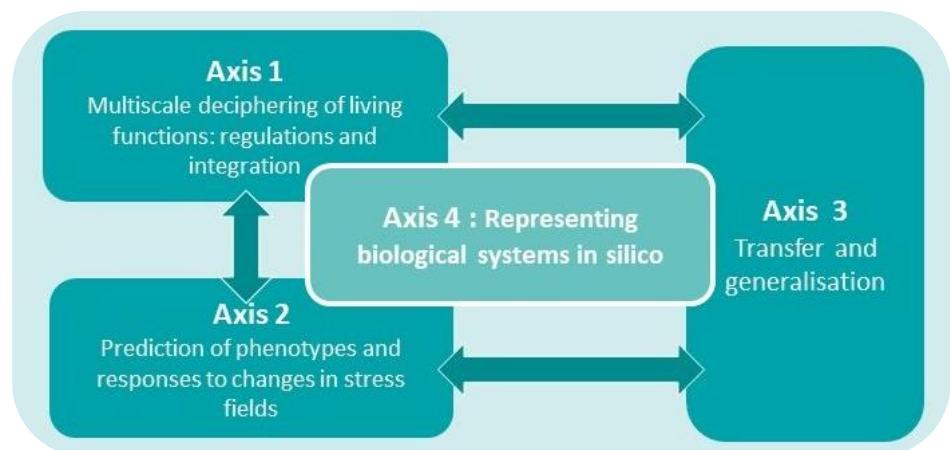 Axis 1
Multiscale deciphering of living
functions: regulations and
integration
Axis 4 : Representing
biological systems in silico
Axis 3
Transfer and
generalisation
Axis 2
Prediction of phenotypes and
responses to changes in stress
fields